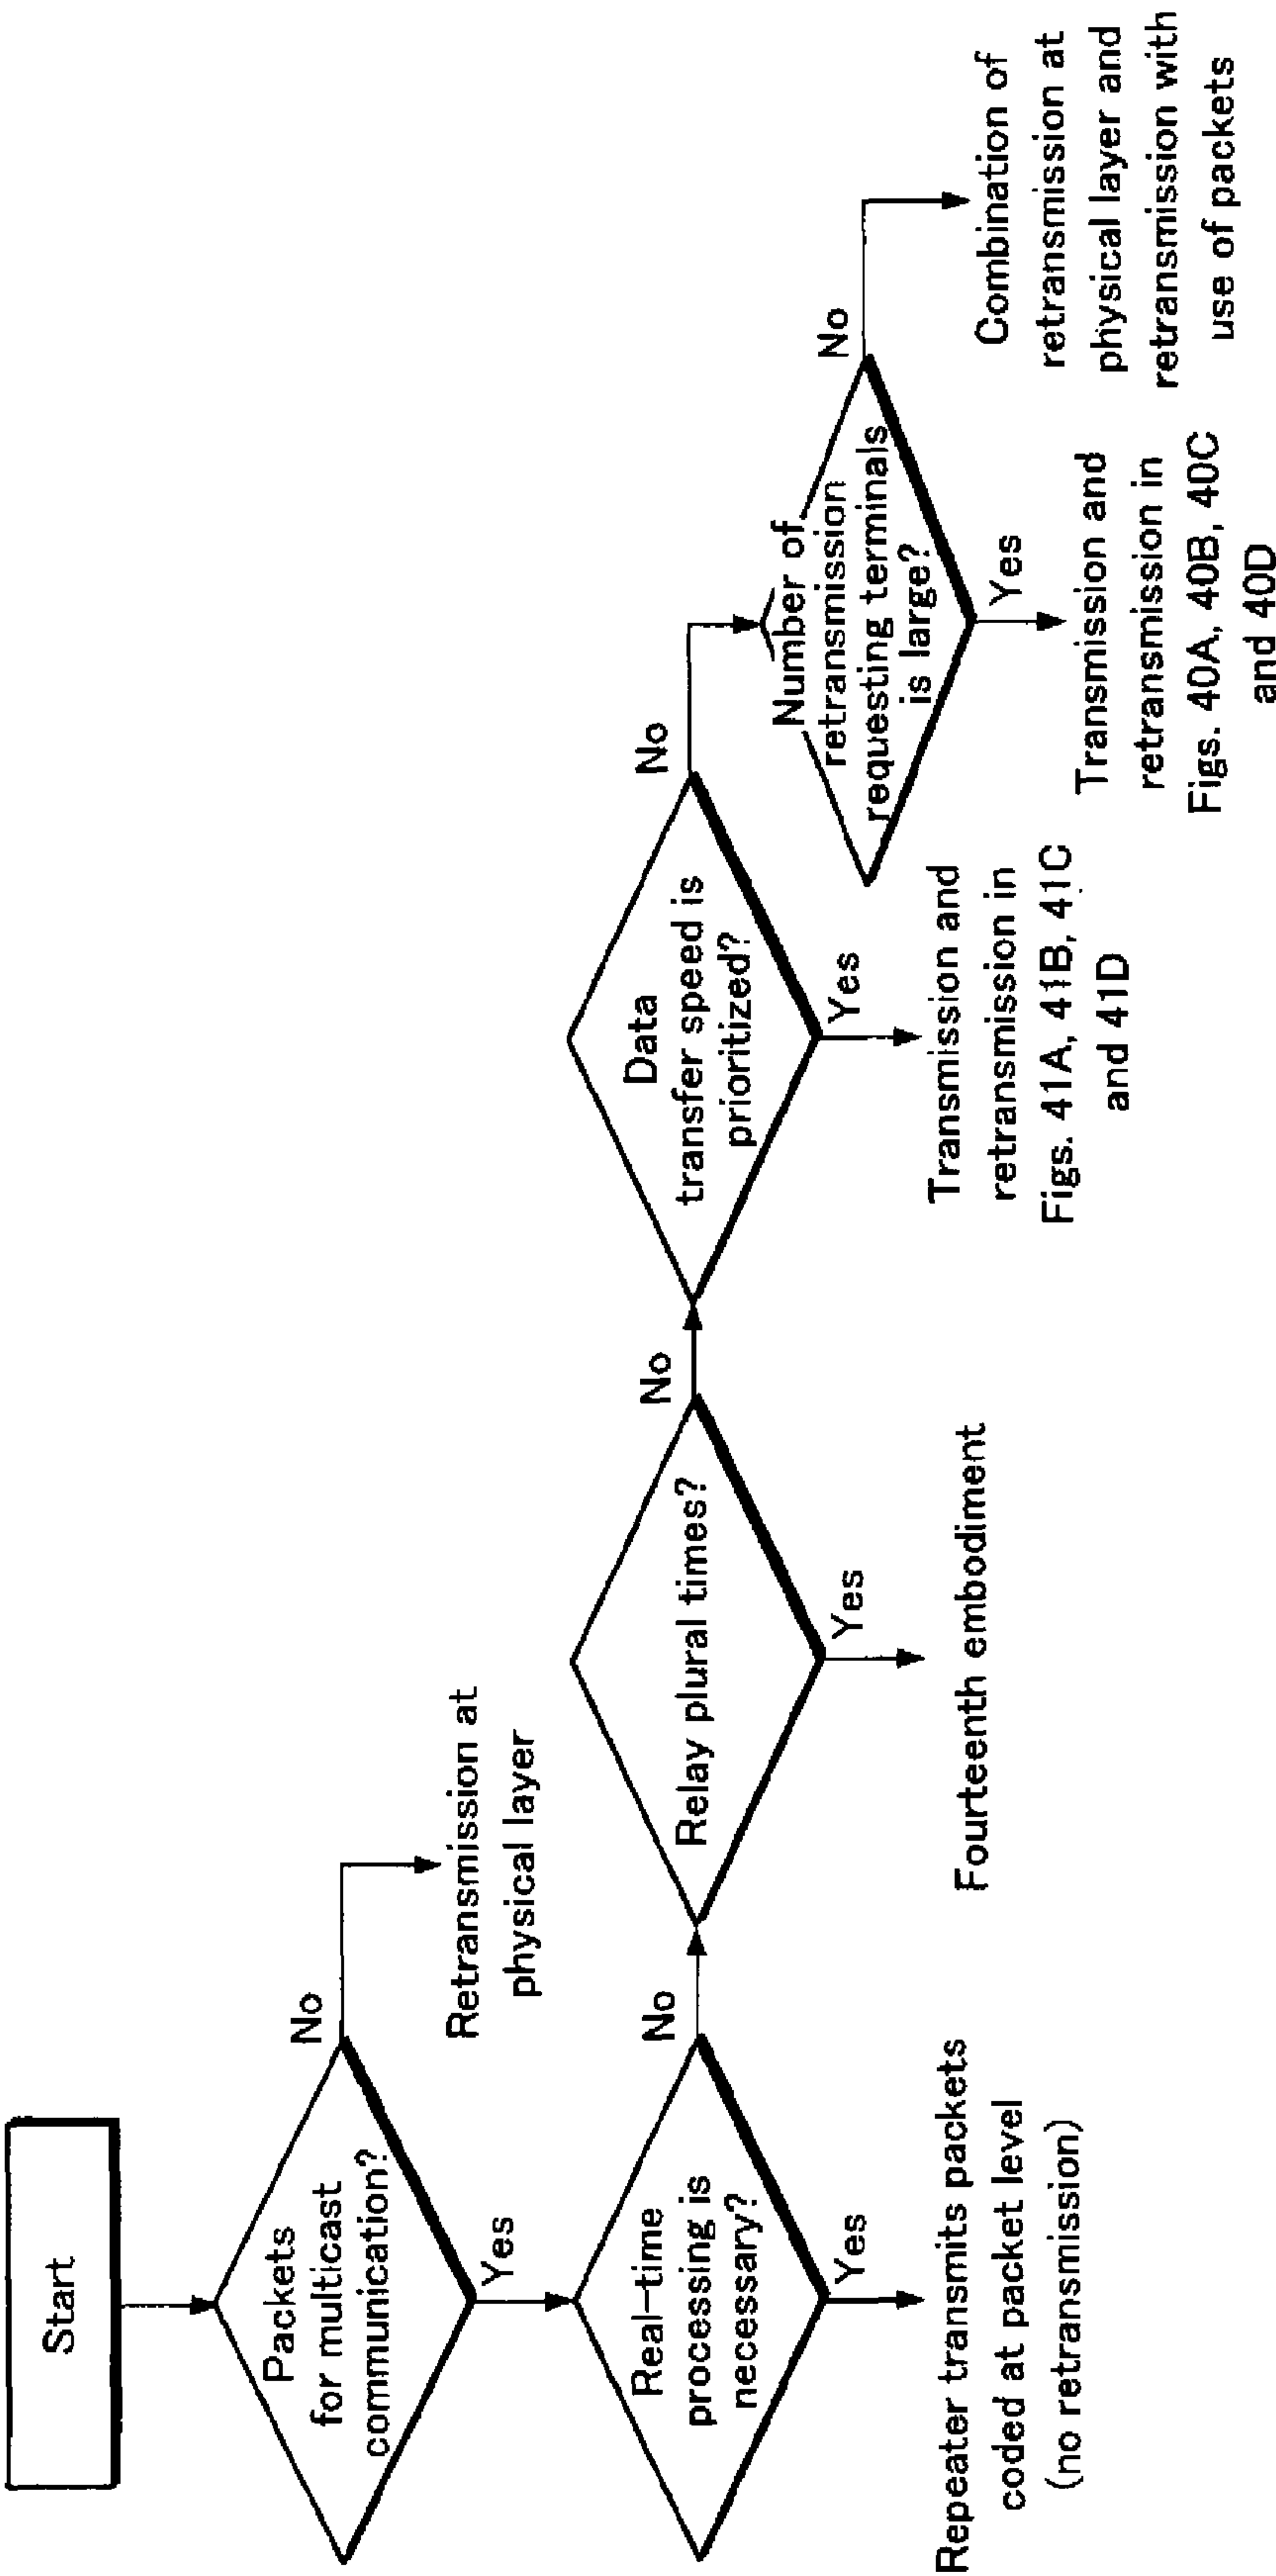 Start
Packets
for multicast
communication?
No
Retransmission at
physical layer
Yes
Real-time
processing is
necessary?
Yes
Repeater transmits packets
coded at packet level
(no retransmission)
No
Relay plural times?
Yes
Fourteenth embodiment
No
Data
transfer speed is
prioritized?
Yes
Transmission and
retransmission in
Figs. 41A, 41B, 41C
and 41D
No
Number of
retransmission
requesting terminals
is large?
Yes
Transmission and
retransmission in
Figs. 40A, 40B, 40C
and 40D
No
Combination of
retransmission at
physical layer and
retransmission with
use of packets